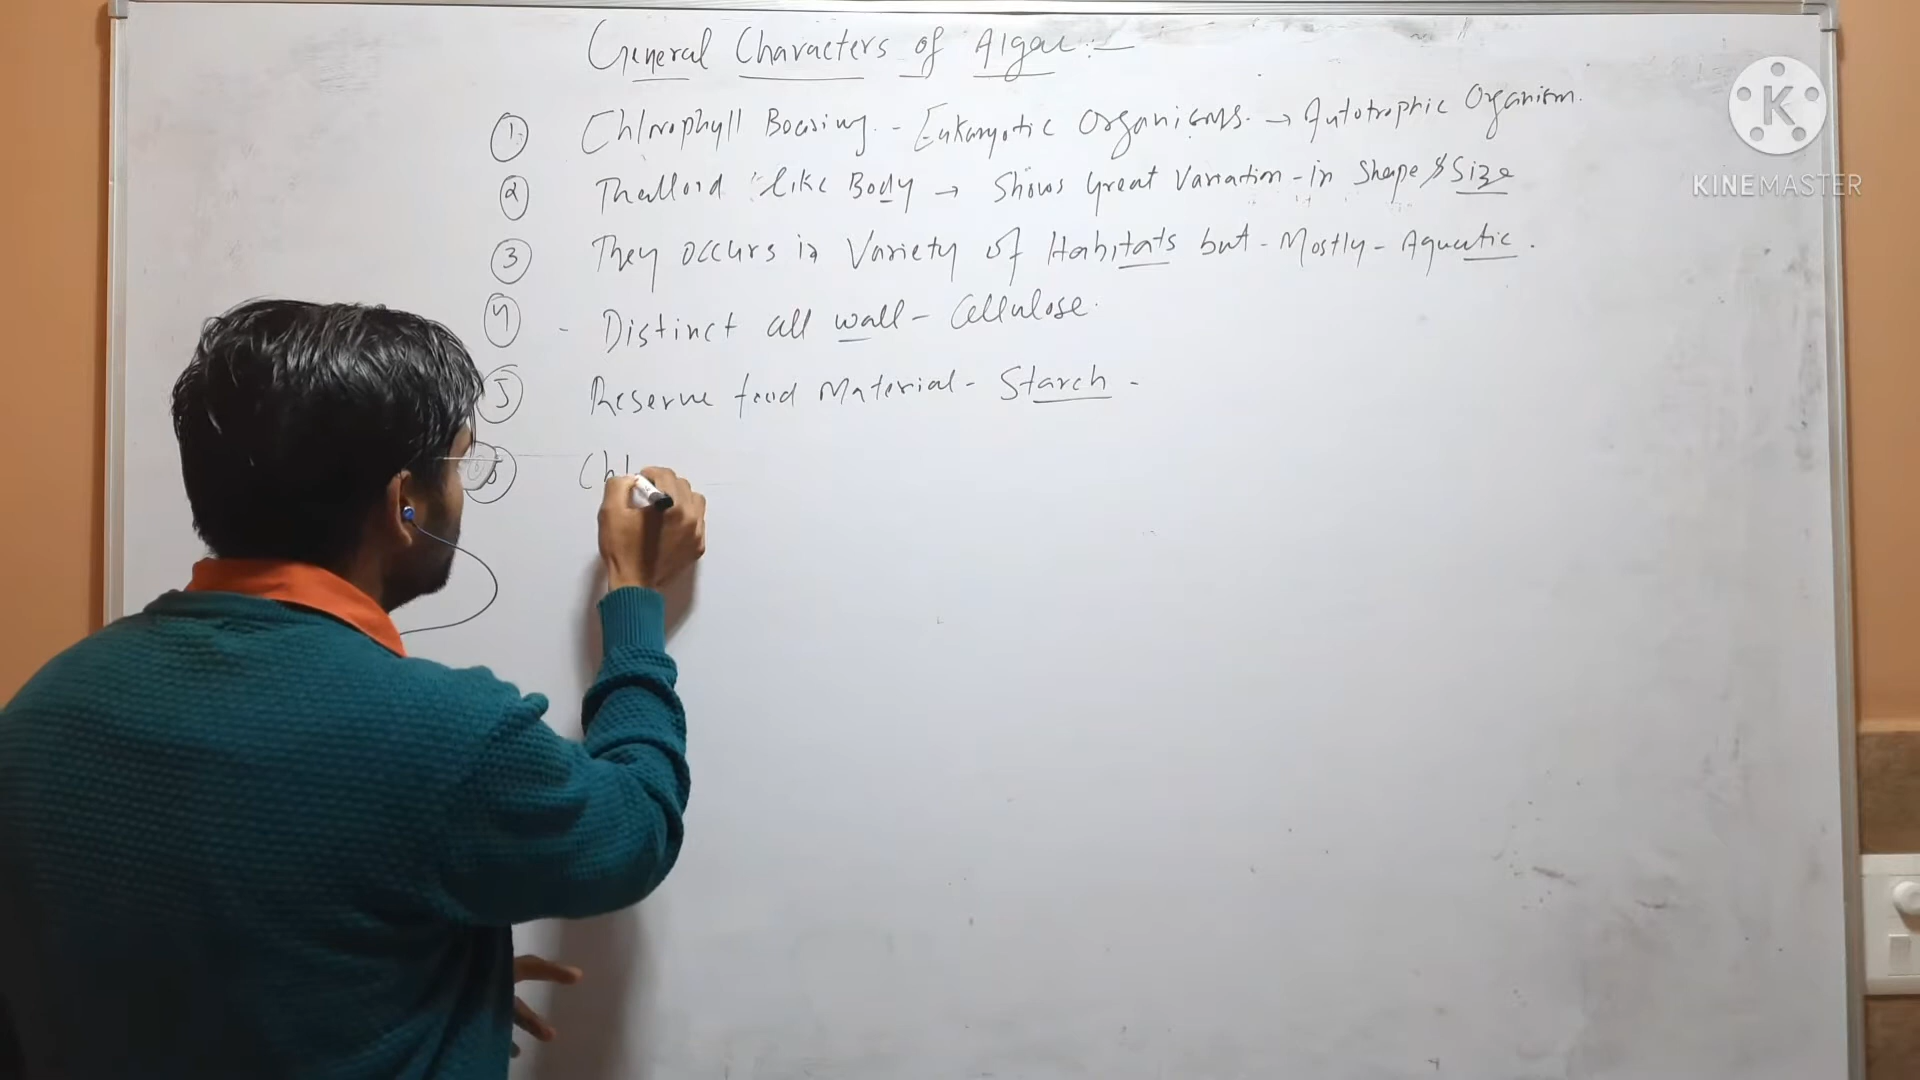 General Characters of Algae:-
① Chlorophyll Bearing - Eukaryotic Organisms. → Autotrophic Organism.
② Thalloid like Body → Shows Great Variation - in Shape & Size
③ They occurs in Variety of Habitats but - Mostly - Aquatic.
④ - Distinct Cell wall - Cellulose.
⑤ Reserve food Material - Starch -
⑥ Chl
K
KINEMASTER